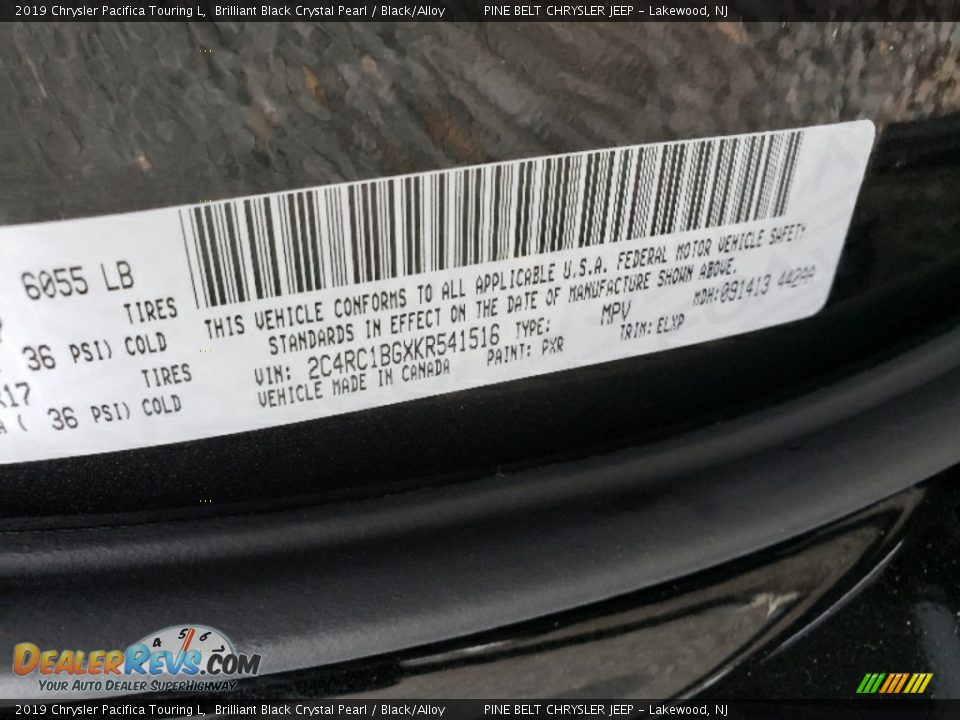 2019 Chrysler Pacifica Touring L, Brilliant Black Crystal Pearl / Black/Alloy PINE BELT CHRYSLER JEEP - Lakewood, NJ
6055 LB
TIRES
36 PSI) COLD
R17 TIRES
( 36 PSI) COLD
THIS VEHICLE CONFORMS TO ALL APPLICABLE U.S.A. FEDERAL MOTOR VEHICLE SAFETY
STANDARDS IN EFFECT ON THE DATE OF MANUFACTURE SHOWN ABOVE.
VIN: 2C4RC1BGXKR541516 TYPE: MPV MDH:091413 442AA
VEHICLE MADE IN CANADA PAINT: PXR TRIM: ELXP
4 5 6
DEALERREVS.COM
YOUR AUTO DEALER SUPERHIGHWAY
2019 Chrysler Pacifica Touring L, Brilliant Black Crystal Pearl / Black/Alloy PINE BELT CHRYSLER JEEP - Lakewood, NJ